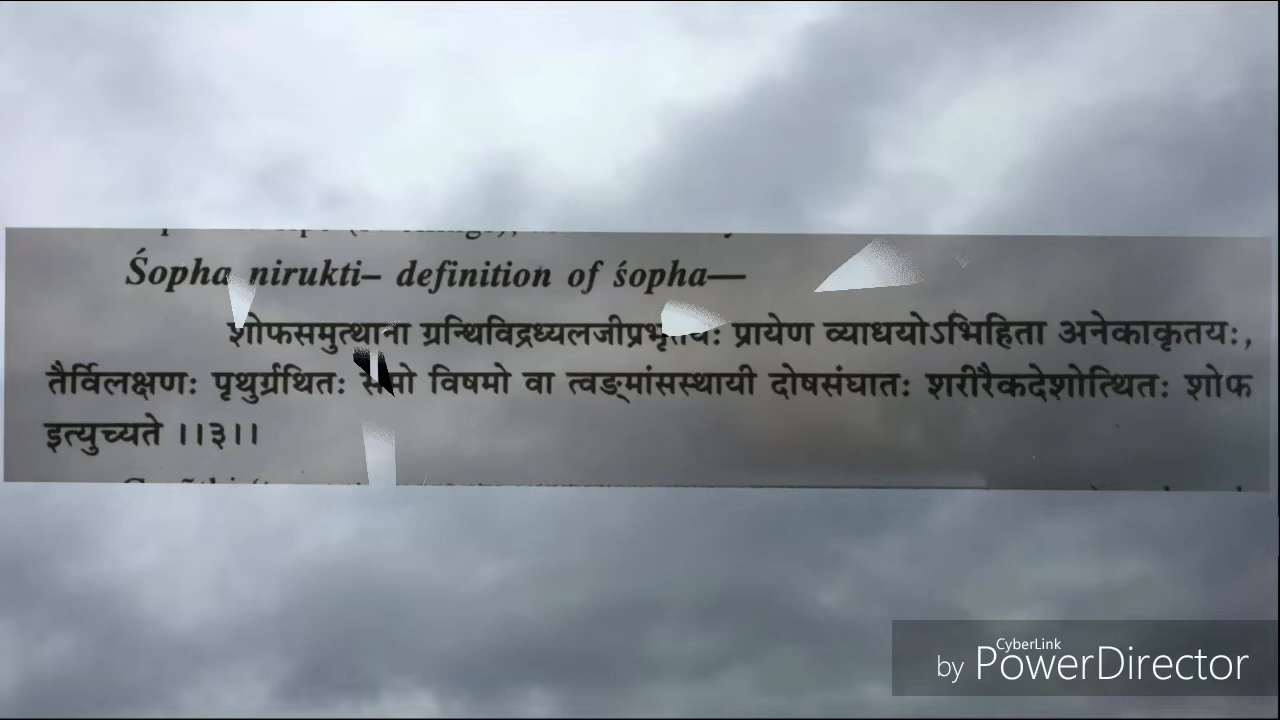 Śopha nirukti– definition of śopha—
शोफसमुत्थाना ग्रन्थिविद्रध्यलजीप्रभृतयः प्रायेण व्याधयोऽभिहिता अनेकाकृतयः,
तैर्विलक्षणः पृथुर्ग्रथितः समो विषमो वा त्वङ्मांसस्थायी दोषसंघातः शरीरैकदेशोत्थितः शोफ
इत्युच्यते ।।३।।
CyberLink
by PowerDirector